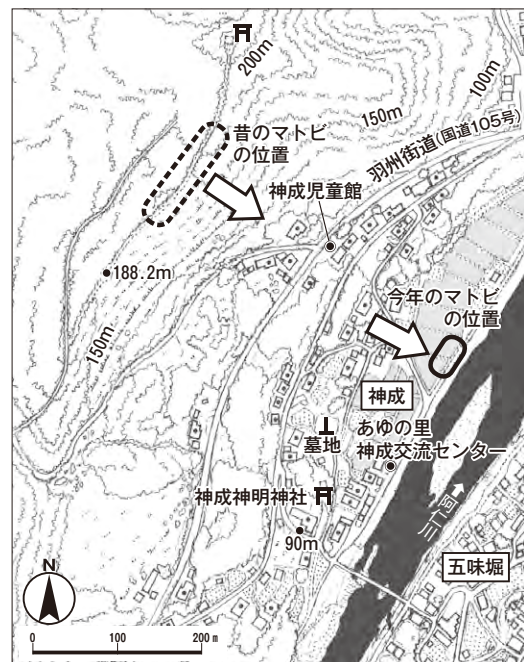 200m
100m
150m
昔のマトビ
の位置
羽州街道(国道105号)
神成児童館
188.2m
150m
今年のマトビ
の位置
神成
墓地
あゆの里
神成交流センター
神成神明神社
90m
阿仁川
五味堀
N
0 100 200m